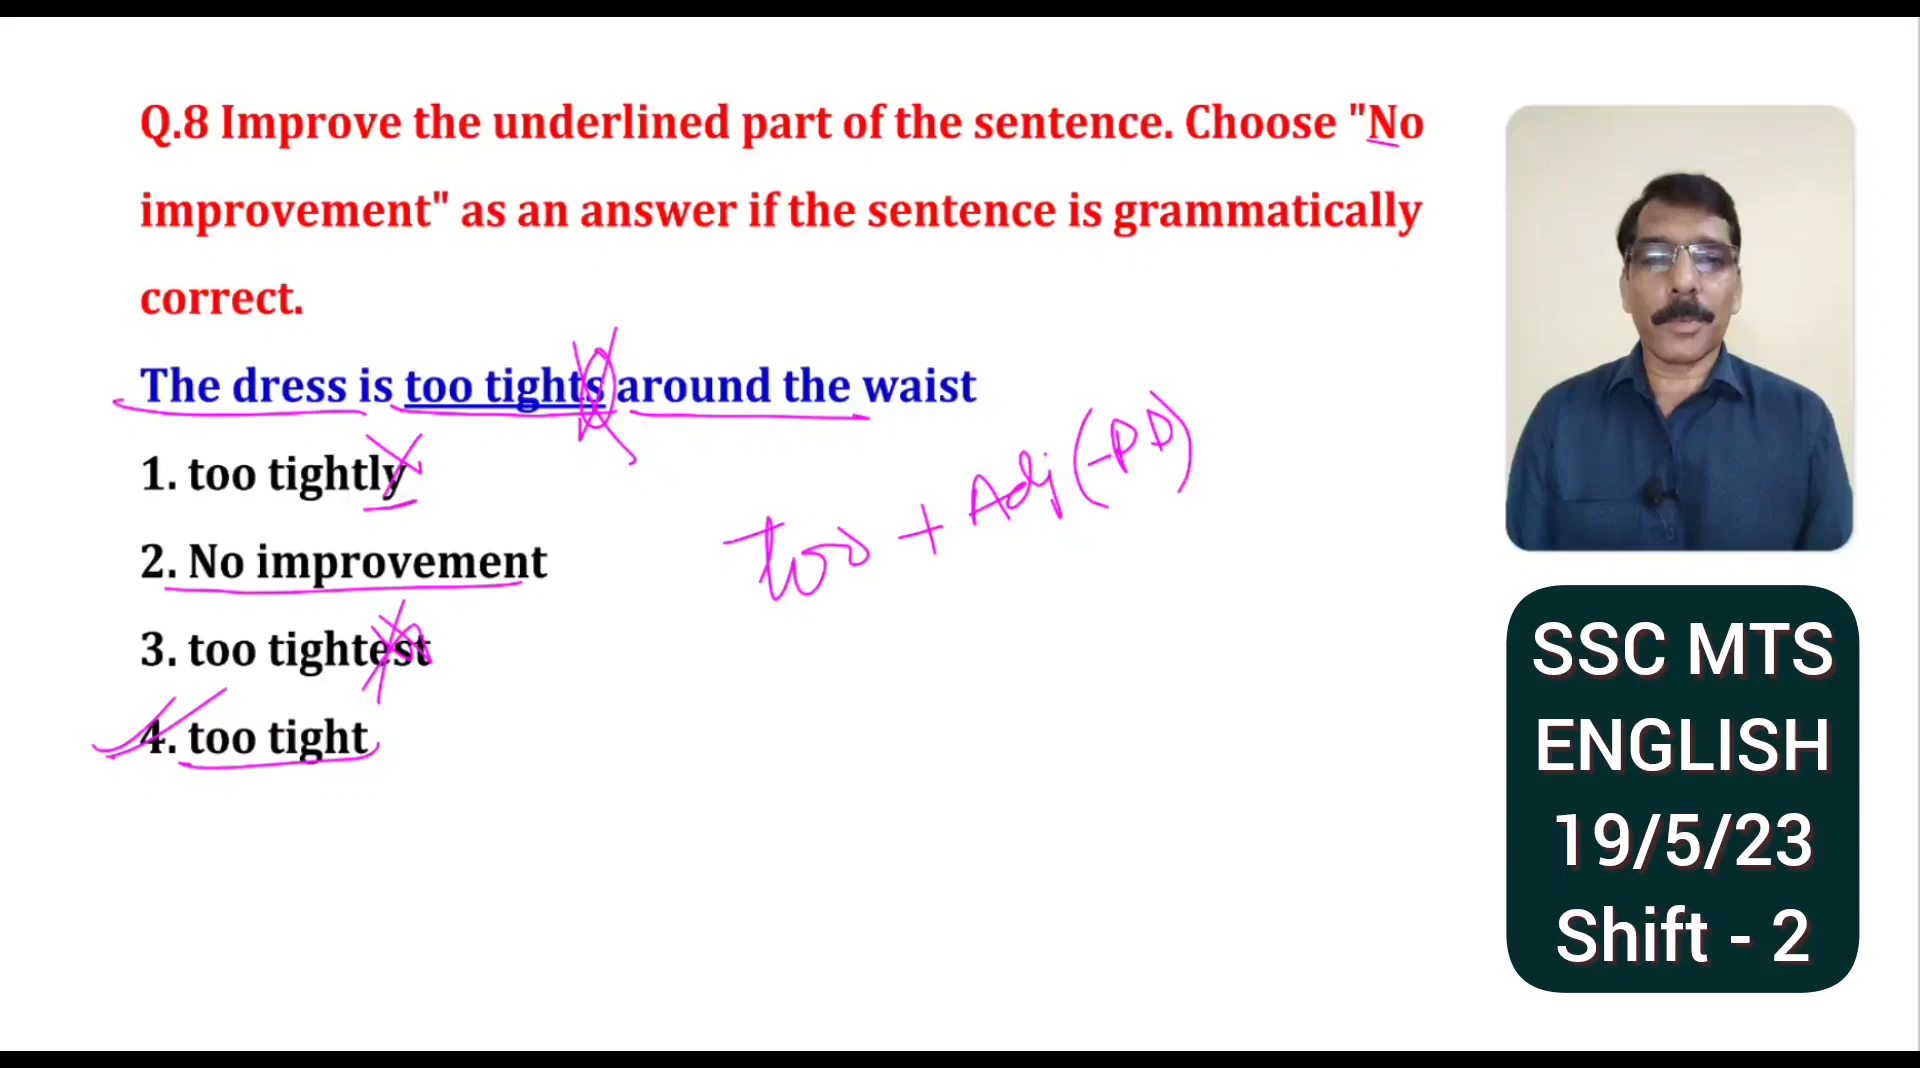 Q.8 Improve the underlined part of the sentence. Choose "No
improvement" as an answer if the sentence is grammatically
correct.
The dress is too tights around the waist
1. too tightly
2. No improvement
3. too tightest
4. too tight
too + Adj (-PD)
SSC MTS
ENGLISH
19/5/23
Shift - 2